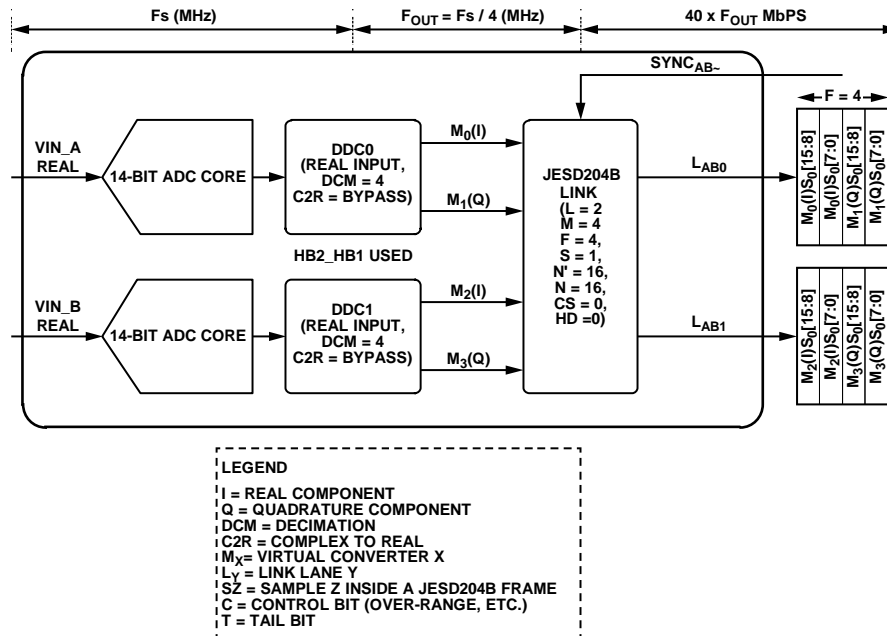 Fs (MHz)
F_OUT = Fs / 4 (MHz)
40 x F_OUT MbPS
SYNC_AB~
F = 4
VIN_A
REAL
14-BIT ADC CORE
DDC0
(REAL INPUT,
DCM = 4
C2R = BYPASS)
M0(I)
M1(Q)
HB2_HB1 USED
VIN_B
REAL
14-BIT ADC CORE
DDC1
(REAL INPUT,
DCM = 4
C2R = BYPASS)
M2(I)
M3(Q)
JESD204B
LINK
(L = 2
M = 4
F = 4,
S = 1,
N' = 16,
N = 16,
CS = 0,
HD =0)
L_AB0
L_AB1
M0(I)S0[15:8]
M0(I)S0[7:0]
M1(Q)S0[15:8]
M1(Q)S0[7:0]
M2(I)S0[15:8]
M2(I)S0[7:0]
M3(Q)S0[15:8]
M3(Q)S0[7:0]
LEGEND
I = REAL COMPONENT
Q = QUADRATURE COMPONENT
DCM = DECIMATION
C2R = COMPLEX TO REAL
MX= VIRTUAL CONVERTER X
LY = LINK LANE Y
SZ = SAMPLE Z INSIDE A JESD204B FRAME
C = CONTROL BIT (OVER-RANGE, ETC.)
T = TAIL BIT